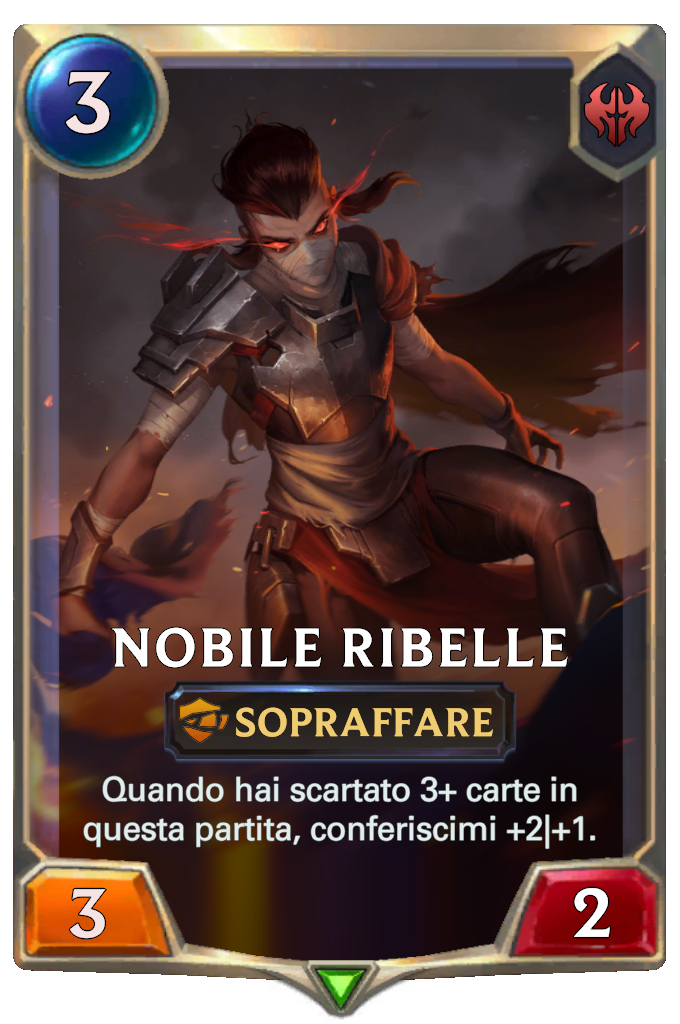 3
NOBILE RIBELLE
SOPRAFFARE
Quando hai scartato 3+ carte in
questa partita, conferiscimi +2|+1.
3
2